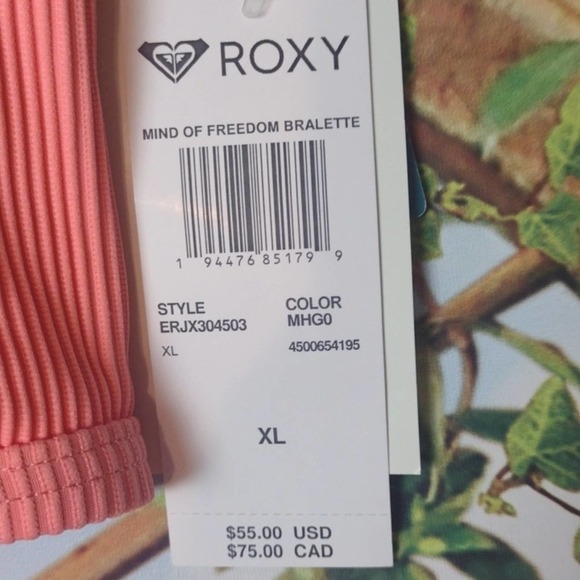 ROXY
MIND OF FREEDOM BRALETTE
1 94476 85179 9
STYLE COLOR
ERJX304503 MHG0
XL 4500654195
XL
$55.00 USD
$75.00 CAD